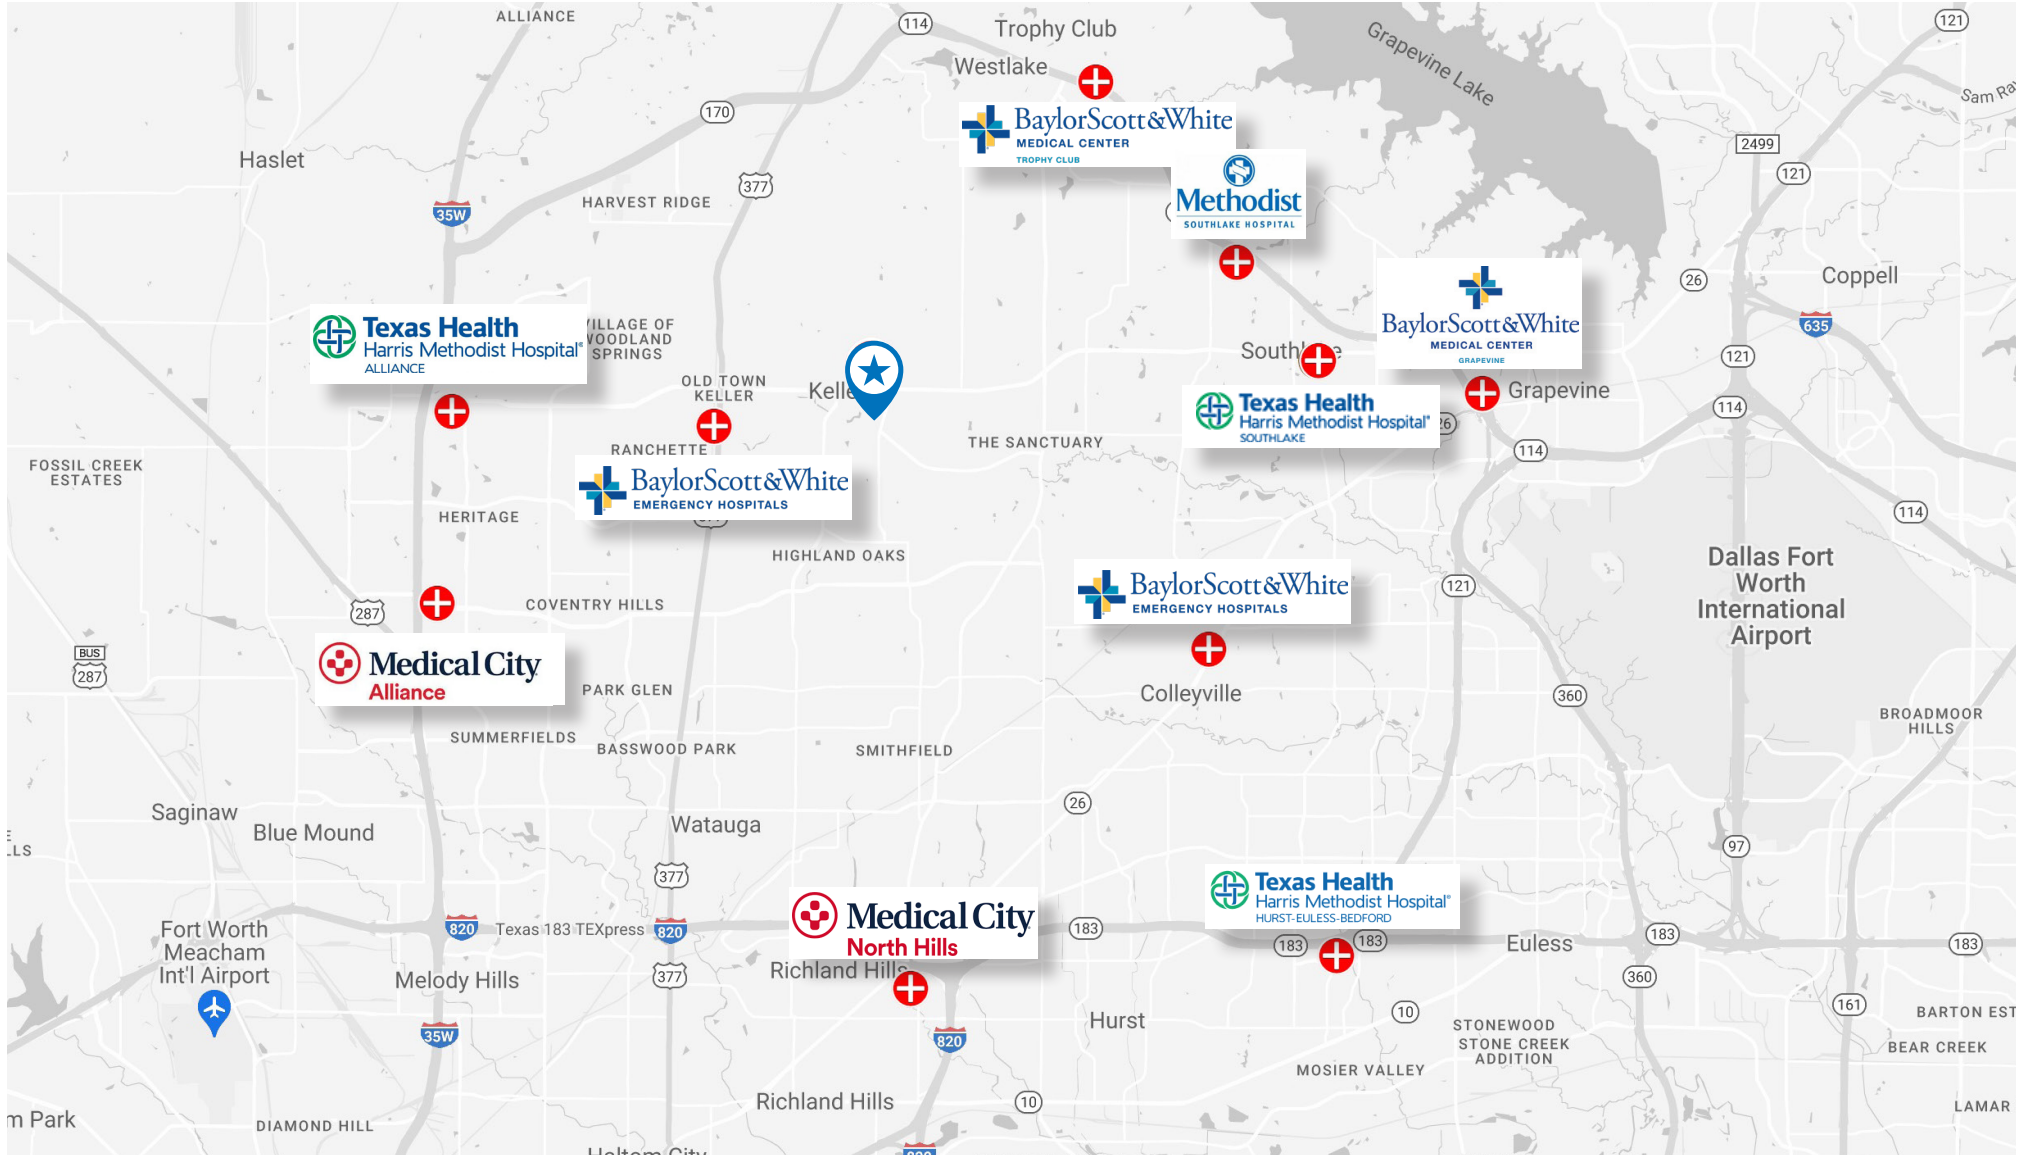 ALLIANCE
114
Trophy Club
121
Grapevine Lake
Westlake
Sam Ra
170
BaylorScott&White
MEDICAL CENTER
TROPHY CLUB
2499
Haslet
121
377
HARVEST RIDGE
Methodist
SOUTHLAKE HOSPITAL
35W
26
Coppell
Texas Health
Harris Methodist Hospital®
ALLIANCE
VILLAGE OF
WOODLAND
SPRINGS
BaylorScott&White
MEDICAL CENTER
GRAPEVINE
635
121
OLD TOWN
KELLER
Grapevine
Texas Health
Harris Methodist Hospital®
SOUTHLAKE
26
114
THE SANCTUARY
RANCHETTE
114
FOSSIL CREEK
ESTATES
BaylorScott&White
EMERGENCY HOSPITALS
HERITAGE
114
HIGHLAND OAKS
Dallas Fort
Worth
International
Airport
BaylorScott&White
EMERGENCY HOSPITALS
121
COVENTRY HILLS
287
BUS
287
Medical City
Alliance
PARK GLEN
Colleyville
360
BROADMOOR
HILLS
SUMMERFIELDS
BASSWOOD PARK
SMITHFIELD
26
Saginaw
Blue Mound
Watauga
LLS
97
377
Texas Health
Harris Methodist Hospital®
HURST-EULESS-BEDFORD
Medical City
North Hills
Fort Worth
Meacham
Int'l Airport
820
Texas 183 TEXpress
820
183
183
183
Euless
183
183
Melody Hills
377
Richland Hills
360
161
10
35W
820
Hurst
STONEWOOD
STONE CREEK
ADDITION
BARTON EST
BEAR CREEK
MOSIER VALLEY
m Park
DIAMOND HILL
Richland Hills
10
LAMAR